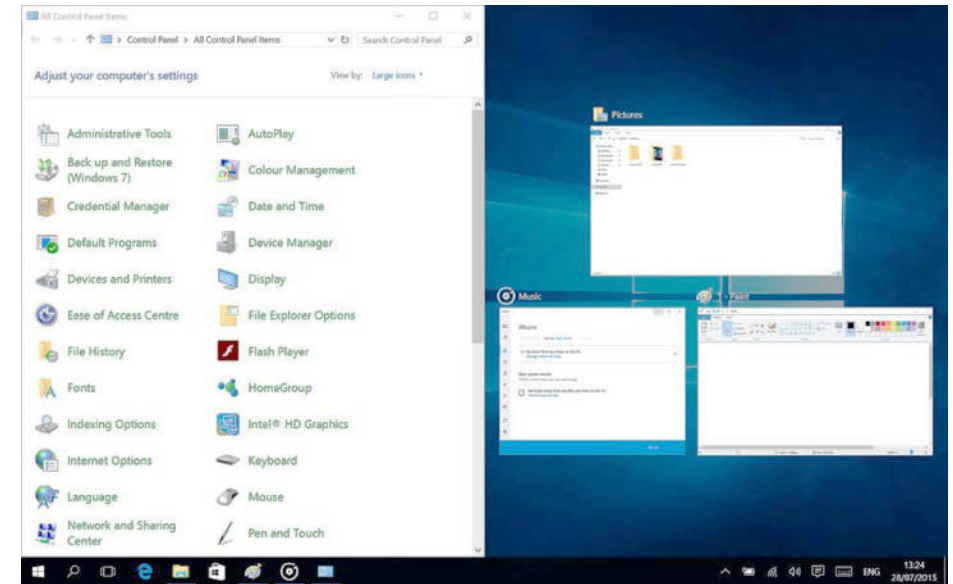 All Control Panel Items
Control Panel > All Control Panel Items
Search Control Panel
Adjust your computer's settings
View by: Large icons
Administrative Tools
AutoPlay
Back up and Restore
(Windows 7)
Colour Management
Credential Manager
Date and Time
Default Programs
Device Manager
Devices and Printers
Display
Ease of Access Centre
File Explorer Options
File History
Flash Player
Fonts
HomeGroup
Indexing Options
Intel® HD Graphics
Internet Options
Keyboard
Language
Mouse
Network and Sharing
Center
Pen and Touch
Pictures
Music
Paint
Albums
ENG
13:24
28/07/2015